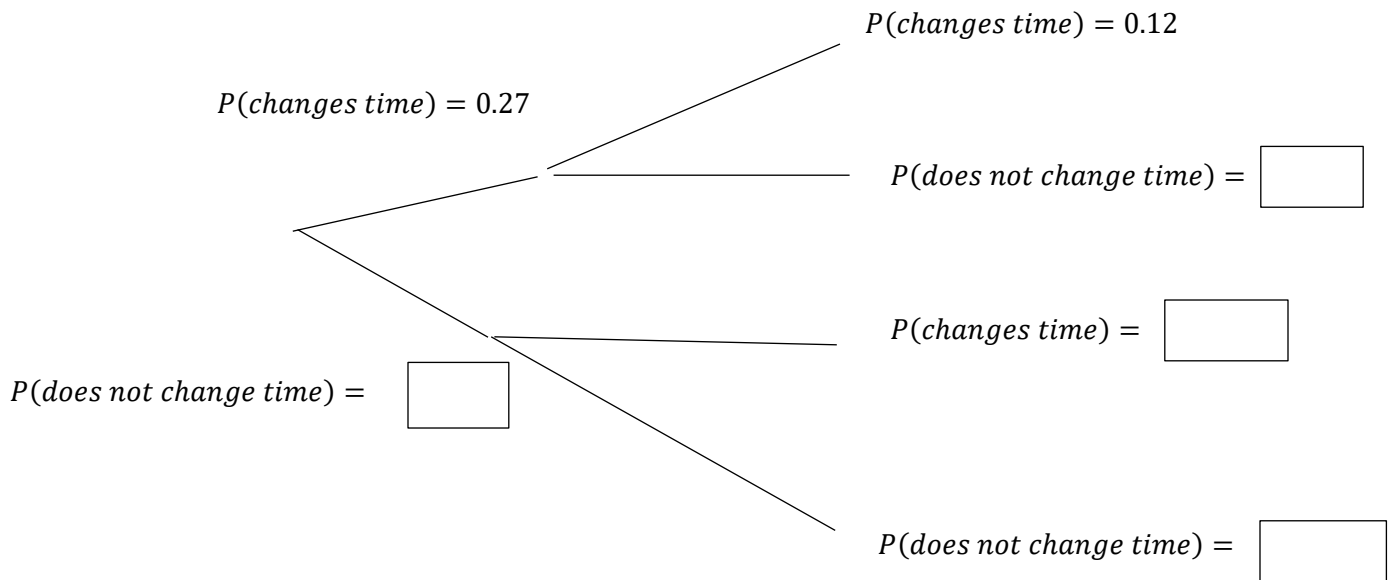 P(changes time) = 0.12
P(changes time) = 0.27
P(does not change time) =
P(changes time) =
P(does not change time) =
P(does not change time) =